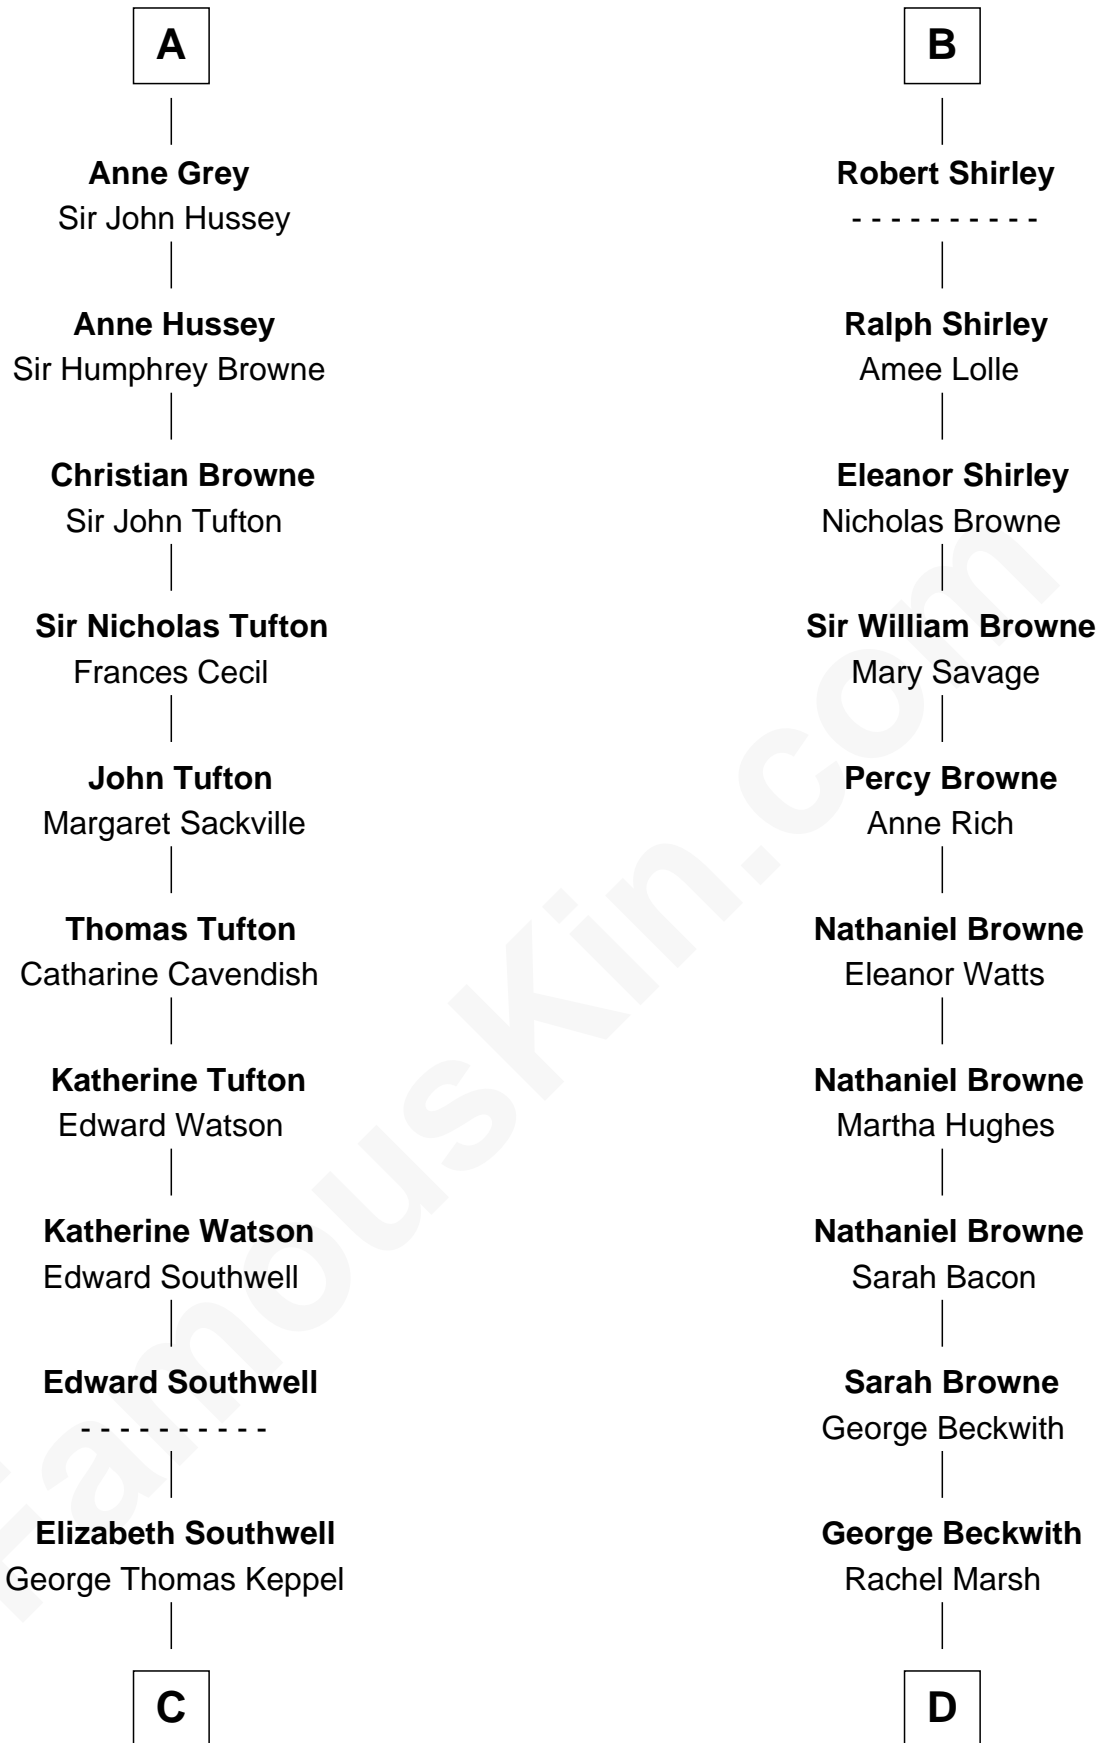 A
Anne Grey
Sir John Hussey
Anne Hussey
Sir Humphrey Browne
Christian Browne
Sir John Tufton
Sir Nicholas Tufton
Frances Cecil
John Tufton
Margaret Sackville
Thomas Tufton
Catharine Cavendish
Katherine Tufton
Edward Watson
Katherine Watson
Edward Southwell
Edward Southwell
- - - - - - - - - -
Elizabeth Southwell
George Thomas Keppel
C
B
Robert Shirley
- - - - - - - - - -
Ralph Shirley
Amee Lolle
Eleanor Shirley
Nicholas Browne
Sir William Browne
Mary Savage
Percy Browne
Anne Rich
Nathaniel Browne
Eleanor Watts
Nathaniel Browne
Martha Hughes
Nathaniel Browne
Sarah Bacon
Sarah Browne
George Beckwith
George Beckwith
Rachel Marsh
D
FamousKin.com